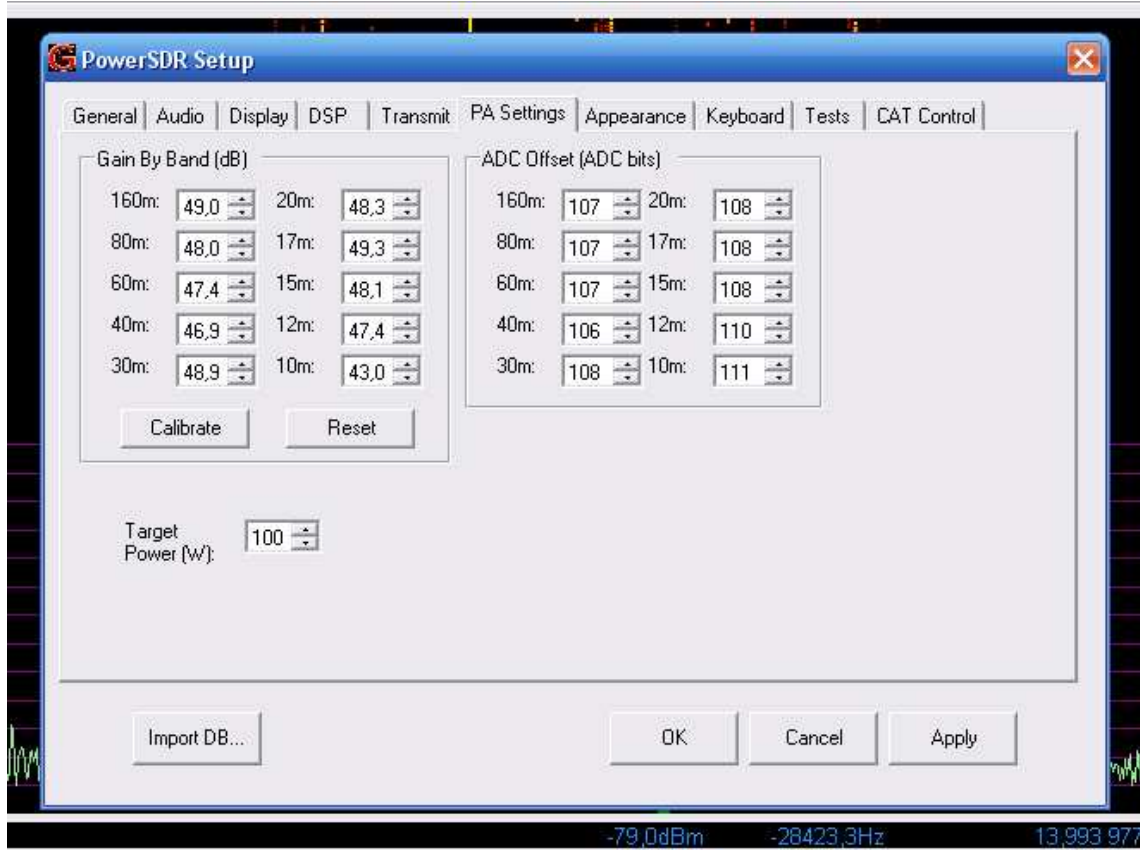 PowerSDR Setup
General Audio Display DSP Transmit PA Settings Appearance Keyboard Tests CAT Control
Gain By Band (dB)
160m: 49,0 20m: 48,3
80m: 48,0 17m: 49,3
60m: 47,4 15m: 48,1
40m: 46,9 12m: 47,4
30m: 48,9 10m: 43,0
Calibrate Reset
ADC Offset (ADC bits)
160m: 107 20m: 108
80m: 107 17m: 108
60m: 107 15m: 108
40m: 106 12m: 110
30m: 108 10m: 111
Target
Power (W): 100
Import DB... OK Cancel Apply
-79,0dBm -28423,3Hz 13,993 977